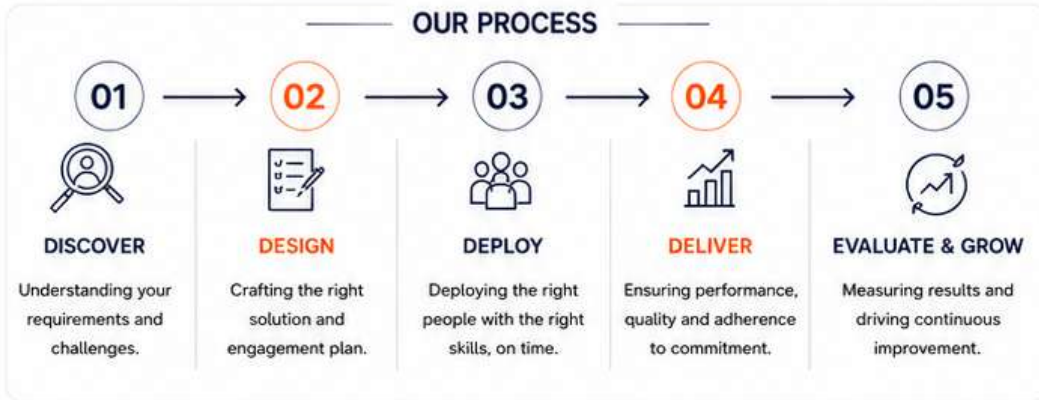 OUR PROCESS
01
02
03
04
05
DISCOVER
Understanding your
requirements and
challenges.
DESIGN
Crafting the right
solution and
engagement plan.
DEPLOY
Deploying the right
people with the right
skills, on time.
DELIVER
Ensuring performance,
quality and adherence
to commitment.
EVALUATE & GROW
Measuring results and
driving continuous
improvement.